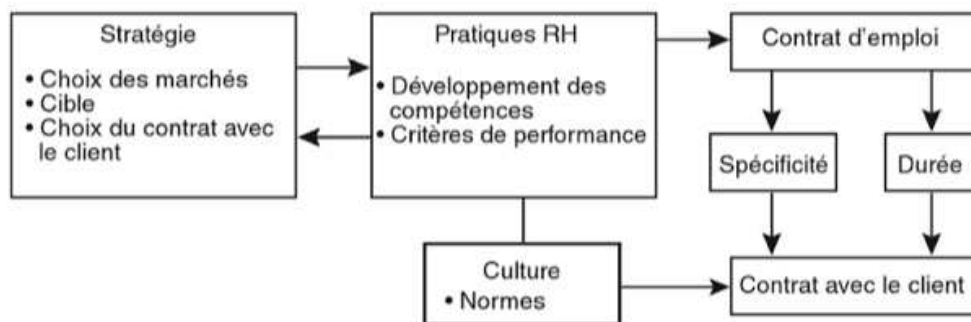 Stratégie
• Choix des marchés
• Cible
• Choix du contrat avec
le client
Pratiques RH
• Développement des
compétences
• Critères de performance
Contrat d'emploi
Spécificité
Durée
Culture
• Normes
Contrat avec le client